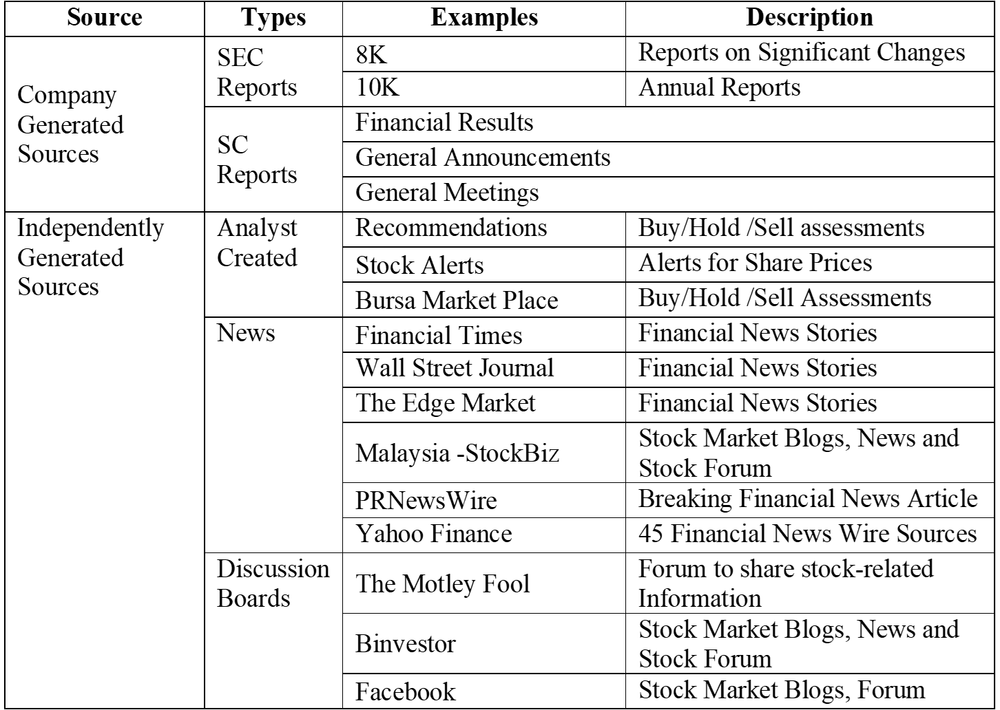 Source Types Examples Description
Company
Generated
Sources
SEC
Reports
8K Reports on Significant Changes
10K Annual Reports
SC
Reports
Financial Results
General Announcements
General Meetings
Independently
Generated
Sources
Analyst
Created
Recommendations Buy/Hold /Sell assessments
Stock Alerts Alerts for Share Prices
Bursa Market Place Buy/Hold /Sell Assessments
News
Financial Times Financial News Stories
Wall Street Journal Financial News Stories
The Edge Market Financial News Stories
Malaysia -StockBiz
Stock Market Blogs, News and
Stock Forum
PRNewsWire Breaking Financial News Article
Yahoo Finance 45 Financial News Wire Sources
Discussion
Boards
The Motley Fool
Forum to share stock-related
Information
Binvestor
Stock Market Blogs, News and
Stock Forum
Facebook Stock Market Blogs, Forum